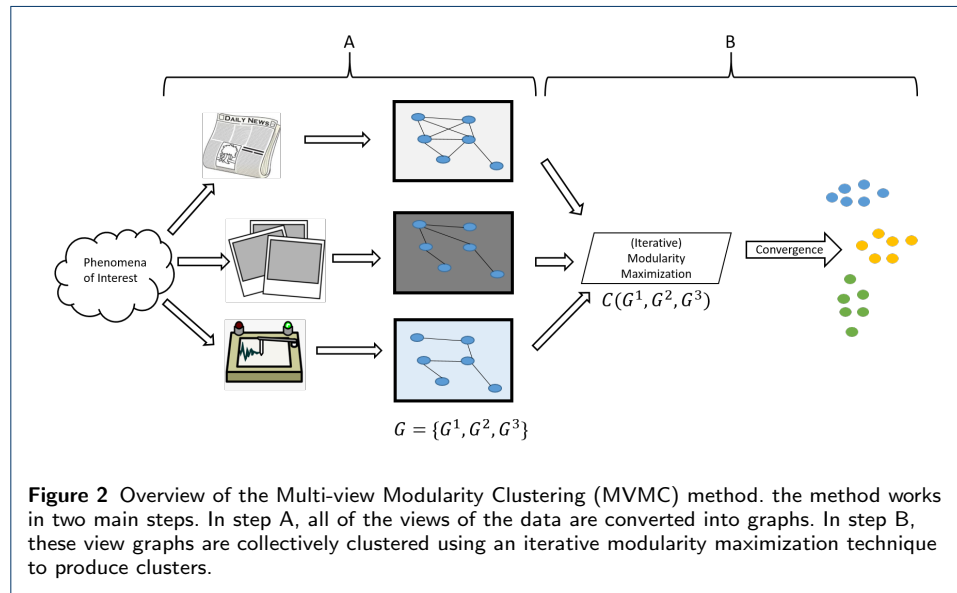 A
B
DAILY NEWS
Phenomena
of Interest
(Iterative)
Modularity
Maximization
Convergence
C(G¹, G², G³)
G = {G¹, G², G³}
Figure 2 Overview of the Multi-view Modularity Clustering (MVMC) method. the method works
in two main steps. In step A, all of the views of the data are converted into graphs. In step B,
these view graphs are collectively clustered using an iterative modularity maximization technique
to produce clusters.